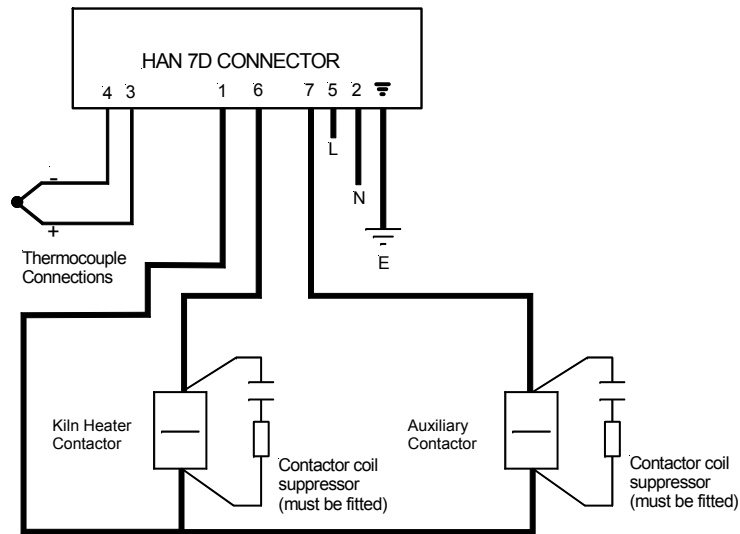 HAN 7D CONNECTOR
4 3 1 6 7 5 2
L
-
N
+
E
Thermocouple
Connections
Kiln Heater
Contactor
Contactor coil
suppressor
(must be fitted)
Auxiliary
Contactor
Contactor coil
suppressor
(must be fitted)